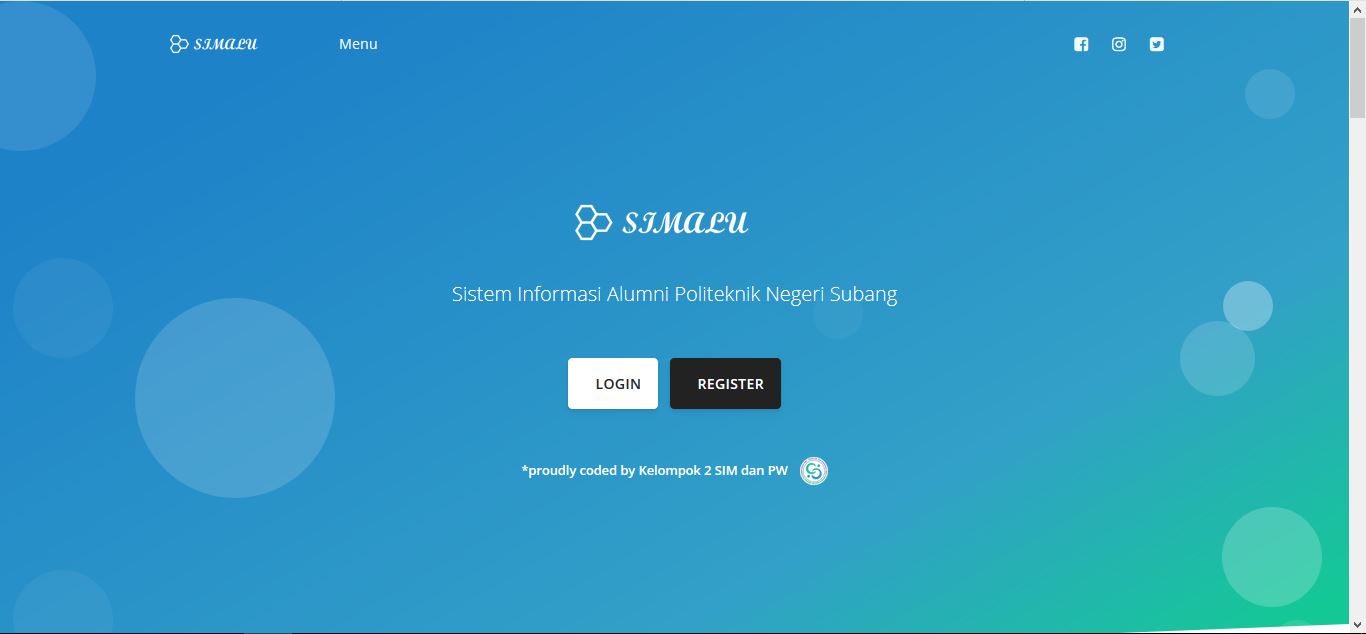 SIMALU
Menu
SIMALU
Sistem Informasi Alumni Politeknik Negeri Subang
LOGIN
REGISTER
*proudly coded by Kelompok 2 SIM dan PW